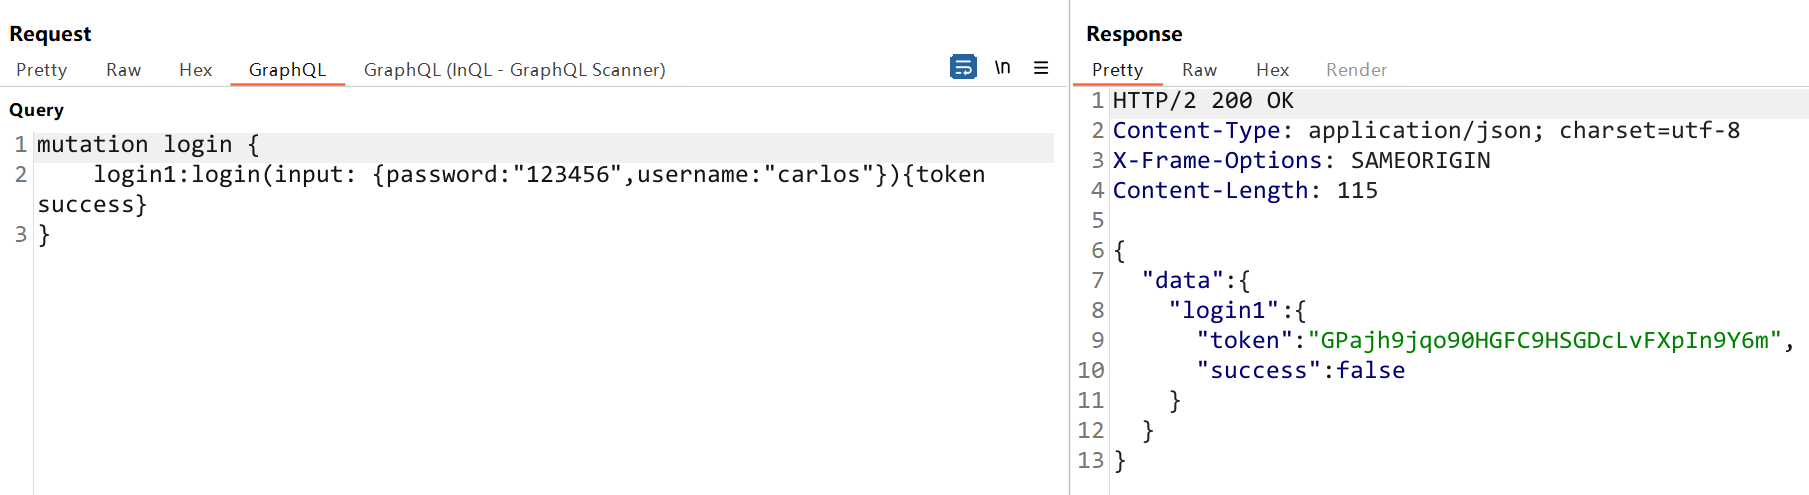 Request
Pretty Raw Hex GraphQL GraphQL (InQL - GraphQL Scanner) \n
Query
1 mutation login {
2     login1:login(input: {password:"123456",username:"carlos"}){token
success}
3 }
Response
Pretty Raw Hex Render
1 HTTP/2 200 OK
2 Content-Type: application/json; charset=utf-8
3 X-Frame-Options: SAMEORIGIN
4 Content-Length: 115
5
6 {
7   "data":{
8     "login1":{
9       "token":"GPajh9jqo90HGFC9HSGDcLvFXpIn9Y6m",
10       "success":false
11     }
12   }
13 }